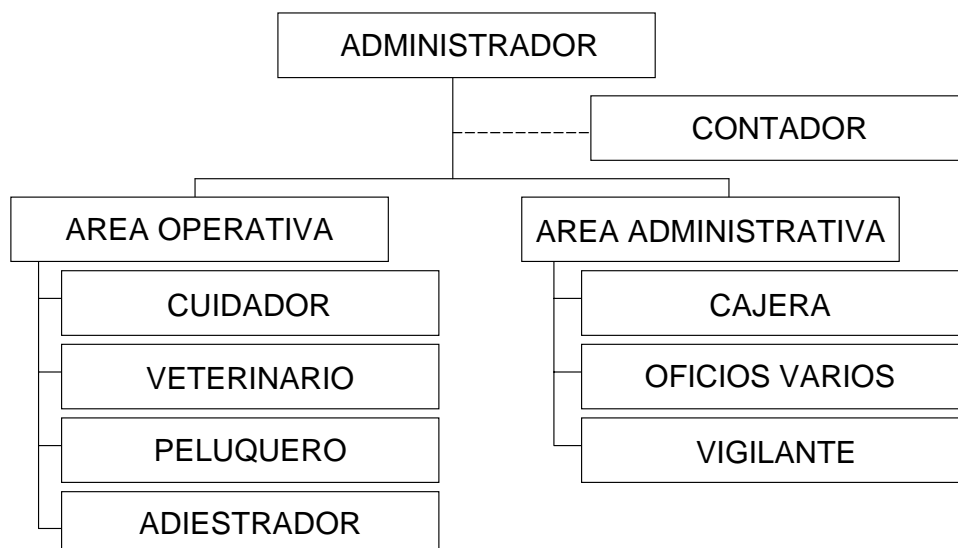 ADMINISTRADOR
CONTADOR
AREA OPERATIVA
AREA ADMINISTRATIVA
CUIDADOR
CAJERA
VETERINARIO
OFICIOS VARIOS
PELUQUERO
VIGILANTE
ADIESTRADOR